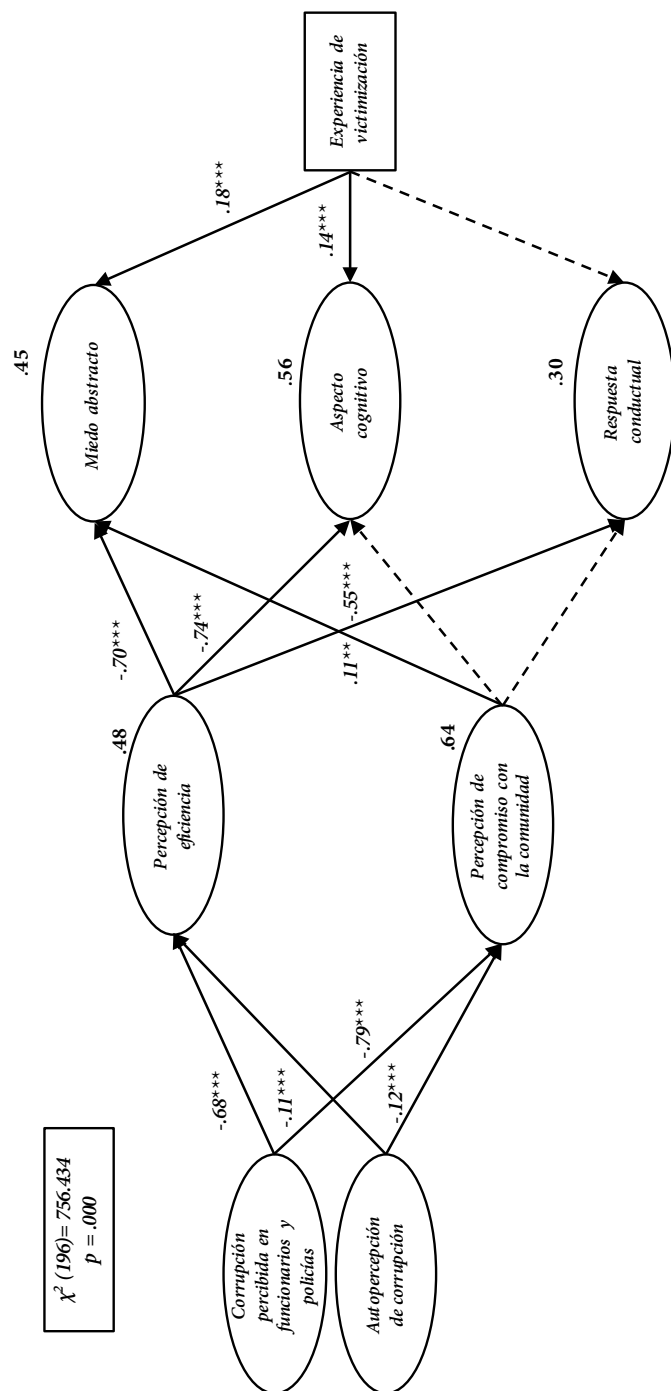 χ² (196)= 756.434
p = .000
Corrupción
percibida en
funcionarios y
policías
Autopercepción
de corrupción
-.68***
-.11***
-.79***
-.12***
.48
Percepción de
eficiencia
.64
Percepción de
compromiso con
la comunidad
-.70***
-.74***
-.55***
.11**
.45
Miedo abstracto
.56
Aspecto
cognitivo
.30
Respuesta
conductual
.18***
.14***
Experiencia de
victimización